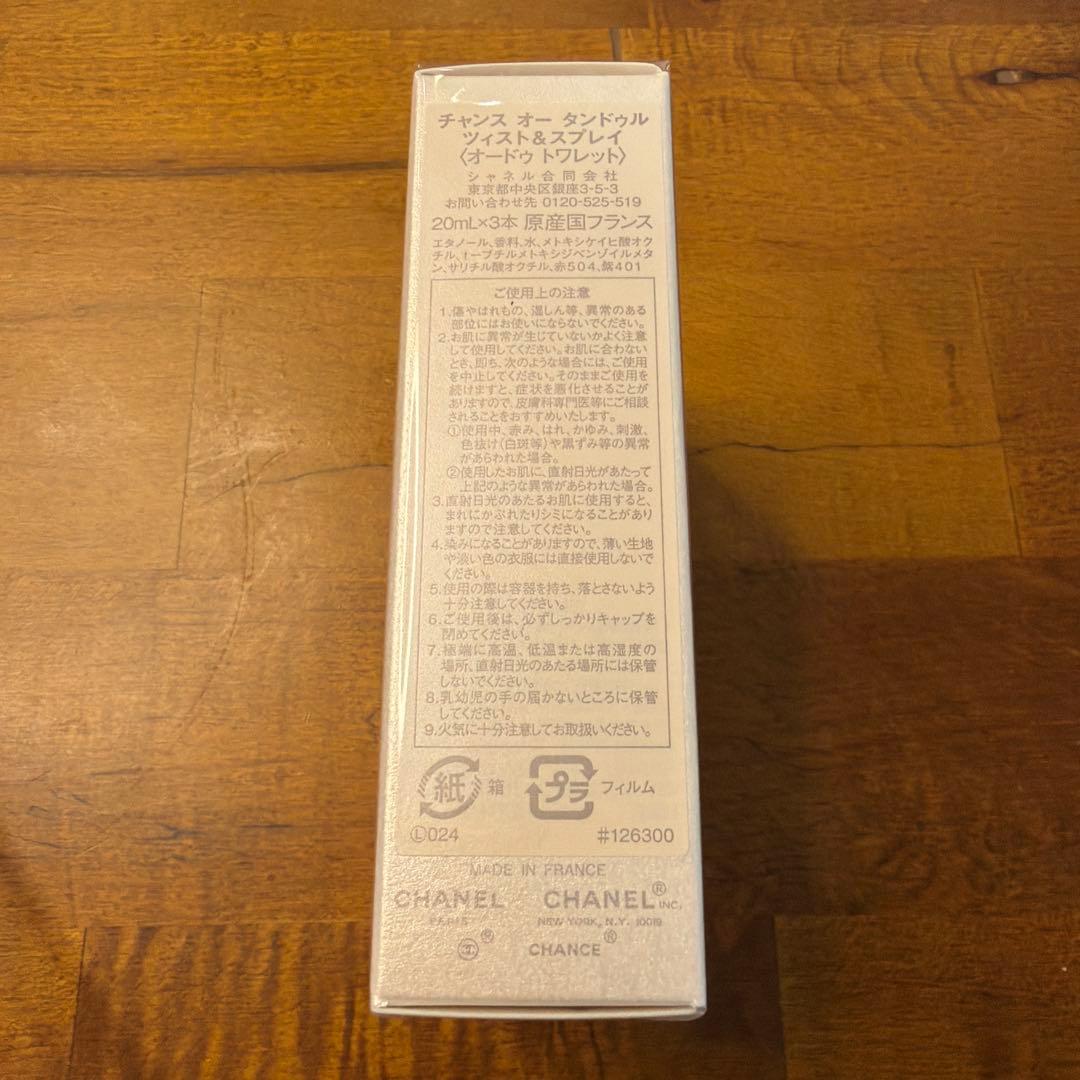 チャンス オー タンドゥル
ツィスト＆スプレイ
〈オードゥ トワレット〉
シャネル合同会社
東京都中央区銀座3-5-3
お問い合わせ先 0120-525-519
20mL×3本 原産国フランス
エタノール、香料、水、メトキシケイヒ酸オク
チル、t-ブチルメトキシジベンゾイルメタ
ン、サリチル酸オクチル、赤504、紫401
ご使用上の注意
1.傷やはれもの、湿しん等、異常のある
部位にはお使いにならないでください。
2.お肌に異常が生じていないかよく注意
して使用してください。お肌に合わない
とき、即ち、次のような場合には、ご使用
を中止してください。そのままご使用を
続けますと、症状を悪化させることが
ありますので、皮膚科専門医等にご相談
されることをおすすめいたします。
①使用中、赤み、はれ、かゆみ、刺激、
色抜け(白斑等)や黒ずみ等の異常
があらわれた場合。
②使用したお肌に、直射日光があたって
上記のような異常があらわれた場合。
3.直射日光のあたるお肌に使用すると、
まれにかぶれたりシミになることがあり
ますので注意してください。
4.染みになることがありますので、薄い生地
や淡い色の衣服には直接使用しないで
ください。
5.使用の際は容器を持ち、落とさないよう
十分注意してください。
6.ご使用後は、必ずしっかりキャップを
閉めてください。
7.極端に高温、低温または高湿度の
場所、直射日光のあたる場所には保管
しないでください。
8.乳幼児の手の届かないところに保管
してください。
9.火気に十分注意してお取扱いください。
紙 箱 プラ フィルム
Ⓛ024 #126300
MADE IN FRANCE
CHANEL CHANEL® INC.
PARIS NEW YORK, N.Y. 10019
CHANCE®